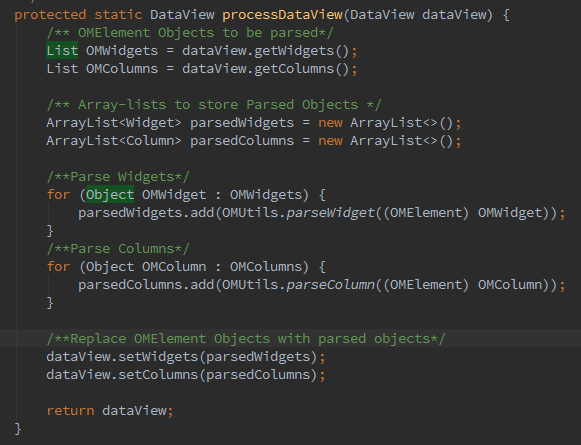 protected static DataView processDataView(DataView dataView) {
/** OMElement Objects to be parsed*/
List OMWidgets = dataView.getWidgets();
List OMColumns = dataView.getColumns();
/** Array-lists to store Parsed Objects */
ArrayList<Widget> parsedWidgets = new ArrayList<>();
ArrayList<Column> parsedColumns = new ArrayList<>();
/**Parse Widgets*/
for (Object OMWidget : OMWidgets) {
parsedWidgets.add(OMUtils.parseWidget((OMElement) OMWidget));
}
/**Parse Columns*/
for (Object OMColumn : OMColumns) {
parsedColumns.add(OMUtils.parseColumn((OMElement) OMColumn));
}
/**Replace OMElement Objects with parsed objects*/
dataView.setWidgets(parsedWidgets);
dataView.setColumns(parsedColumns);
return dataView;
}